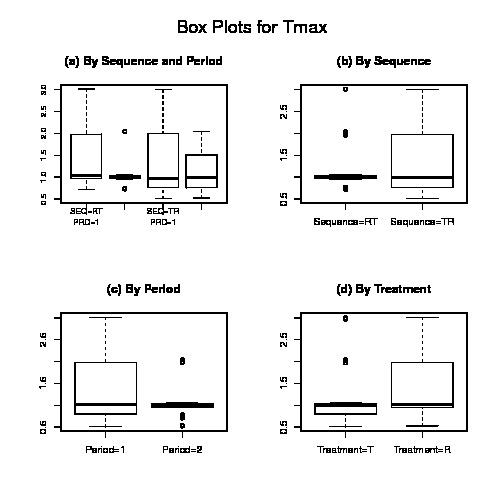 Box Plots for Tmax
(a) By Sequence and Period
(b) By Sequence
3.0
2.5
2.0
1.5
1.0
0.5
SEQ=RT
PRD=1
SEQ=TR
PRD=1
2.5
1.5
0.5
Sequence=RT
Sequence=TR
(c) By Period
(d) By Treatment
2.5
1.5
0.5
Period=1
Period=2
2.5
1.5
0.5
Treatment=T
Treatment=R